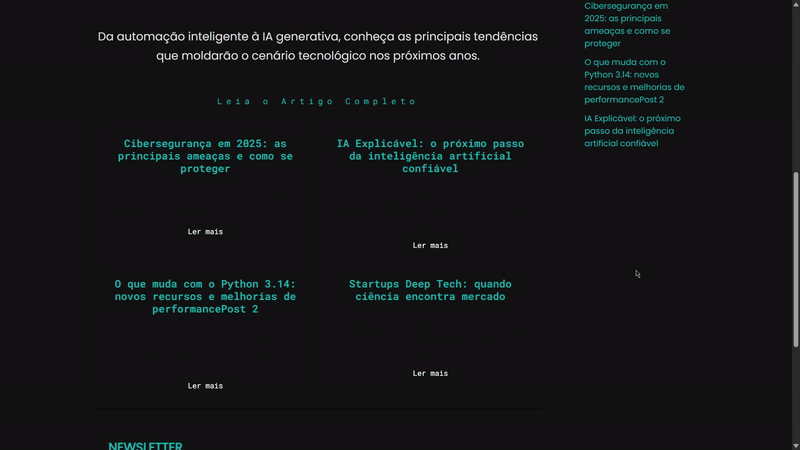 Da automação inteligente à IA generativa, conheça as principais tendências
que moldarão o cenário tecnológico nos próximos anos.
Leia o Artigo Completo
Cibersegurança em 2025: as
principais ameaças e como se
proteger
Ler mais
IA Explicável: o próximo passo
da inteligência artificial
confiável
Ler mais
O que muda com o Python 3.14:
novos recursos e melhorias de
performancePost 2
Ler mais
Startups Deep Tech: quando
ciência encontra mercado
Ler mais
NEWSLETTER
Cibersegurança em
2025: as principais
ameaças e como se
proteger
O que muda com o
Python 3.14: novos
recursos e melhorias de
performancePost 2
IA Explicável: o próximo
passo da inteligência
artificial confiável